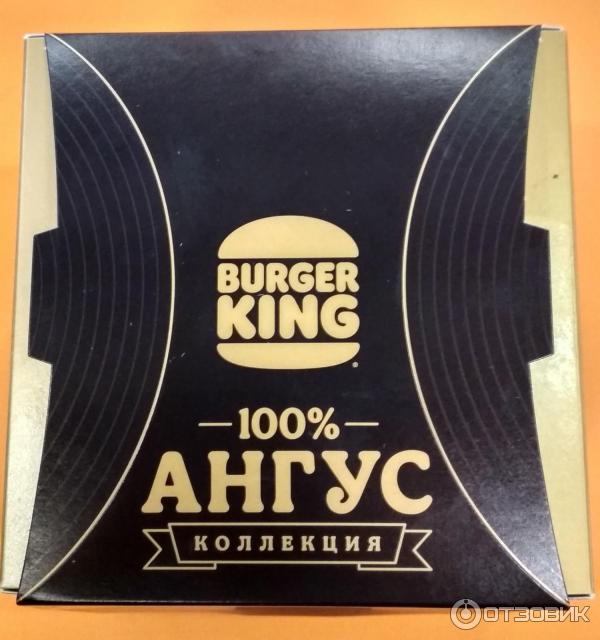 BURGER
KING
®
100%
АНГУС
КОЛЛЕКЦИЯ
ОТЗОВИК